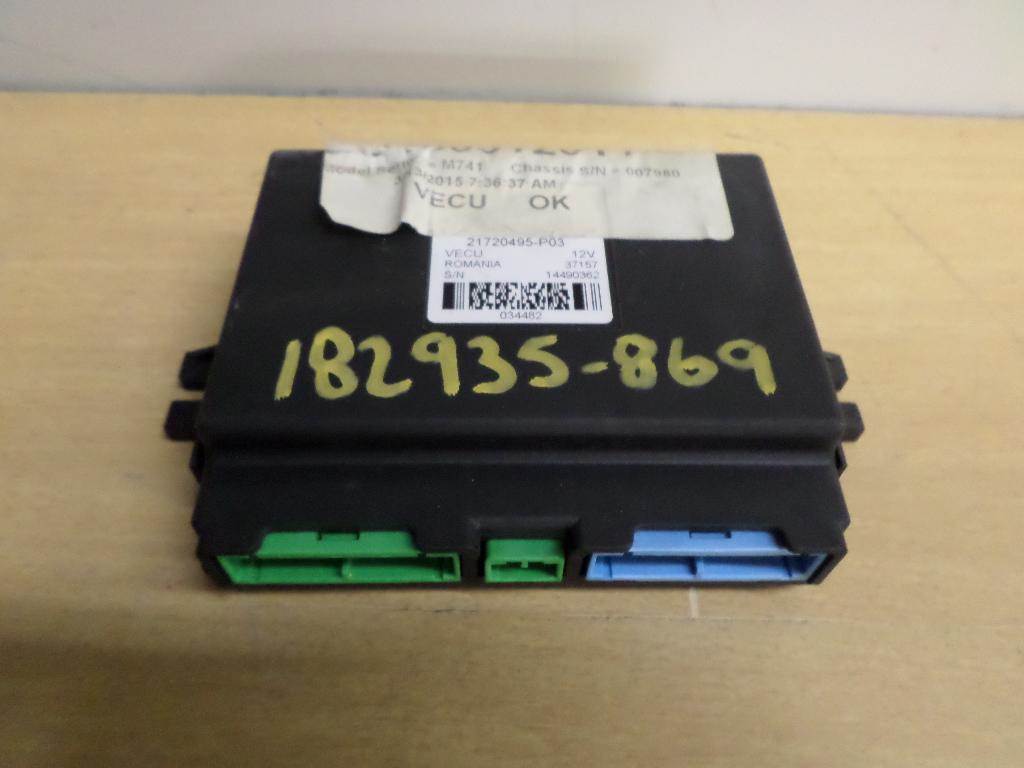 - M741 Chassis S/N - 007980
2015 7:36:37 AM
VECU OK
21720495-P03
VECU 12V
ROMANIA 37157
S/N 14490362
034482
182935-869